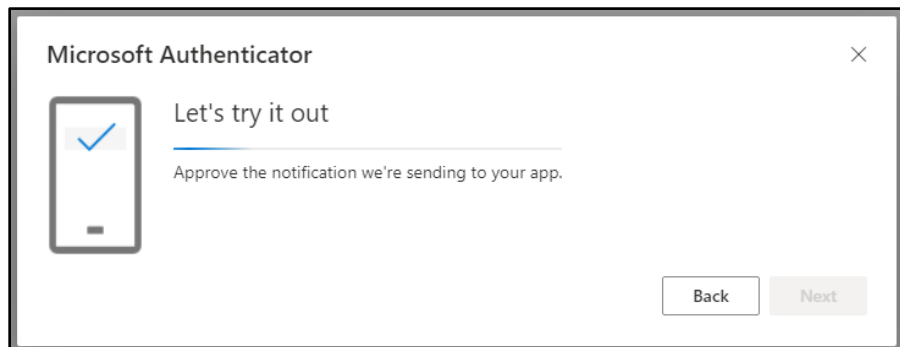 Microsoft Authenticator
Let's try it out
Approve the notification we're sending to your app.
Back
Next